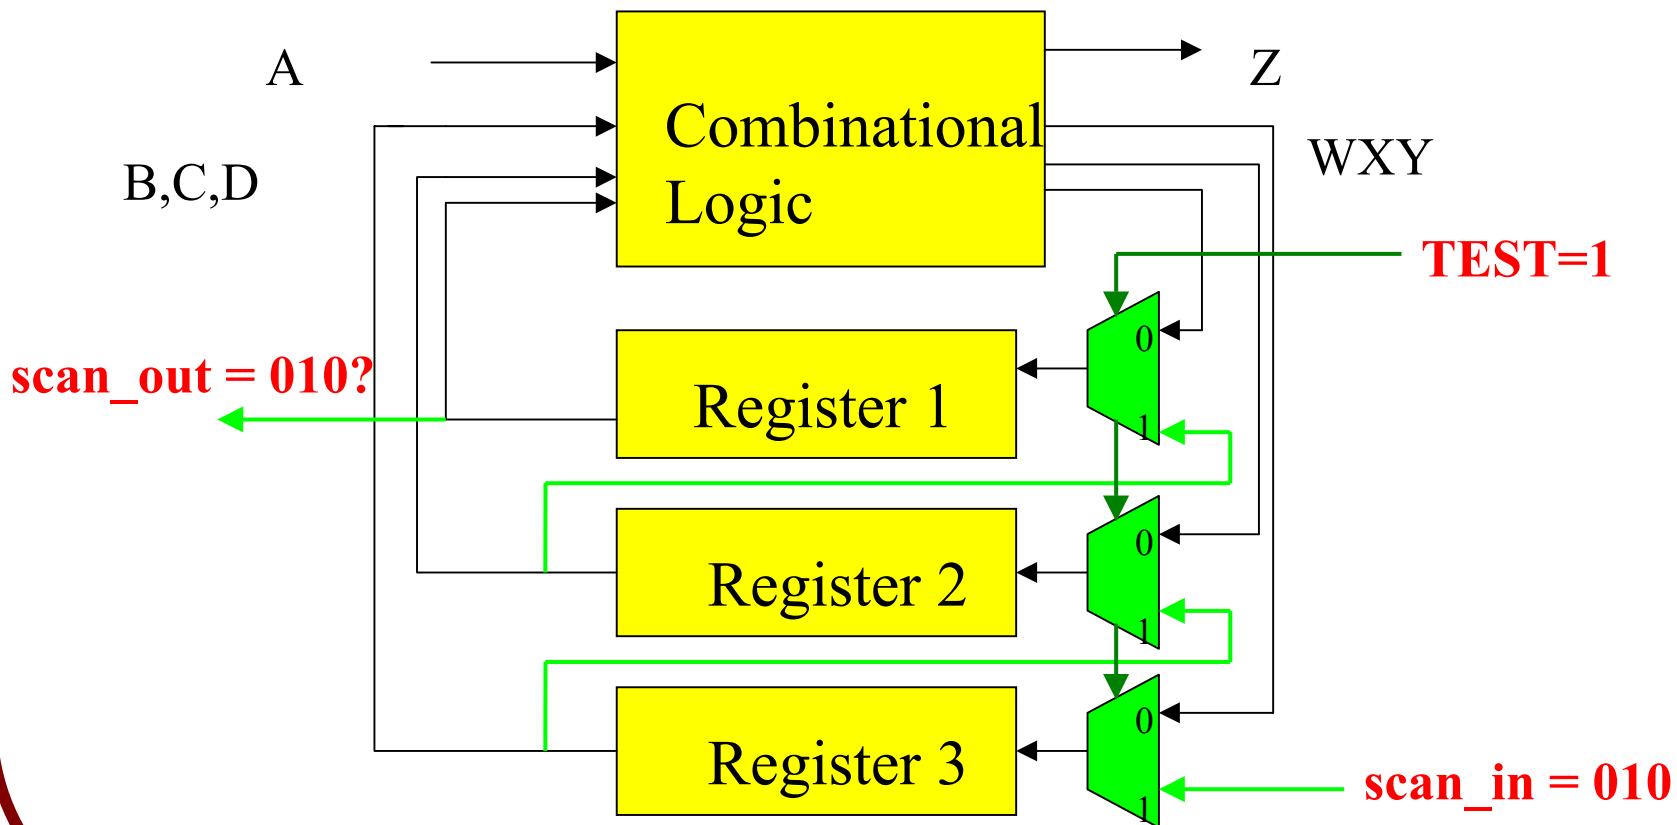 A
Z
Combinational
Logic
B,C,D
WXY
TEST=1
0
scan_out = 010?
Register 1
1
0
Register 2
1
0
Register 3
scan_in = 010
1